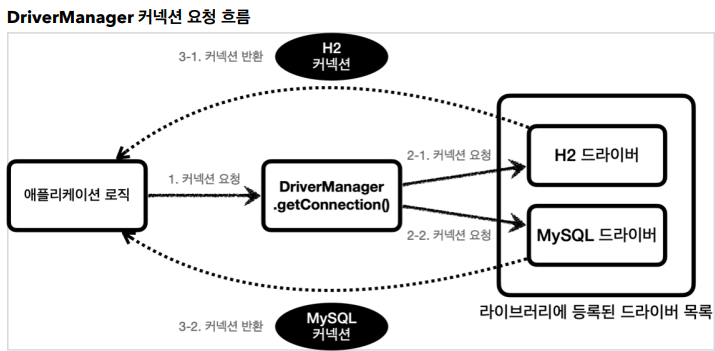 DriverManager 커넥션 요청 흐름
H2
커넥션
3-1. 커넥션 반환
2-1. 커넥션 요청
H2 드라이버
애플리케이션 로직
1. 커넥션 요청
DriverManager
.getConnection()
2-2. 커넥션 요청
MySQL 드라이버
라이브러리에 등록된 드라이버 목록
3-2. 커넥션 반환
MySQL
커넥션